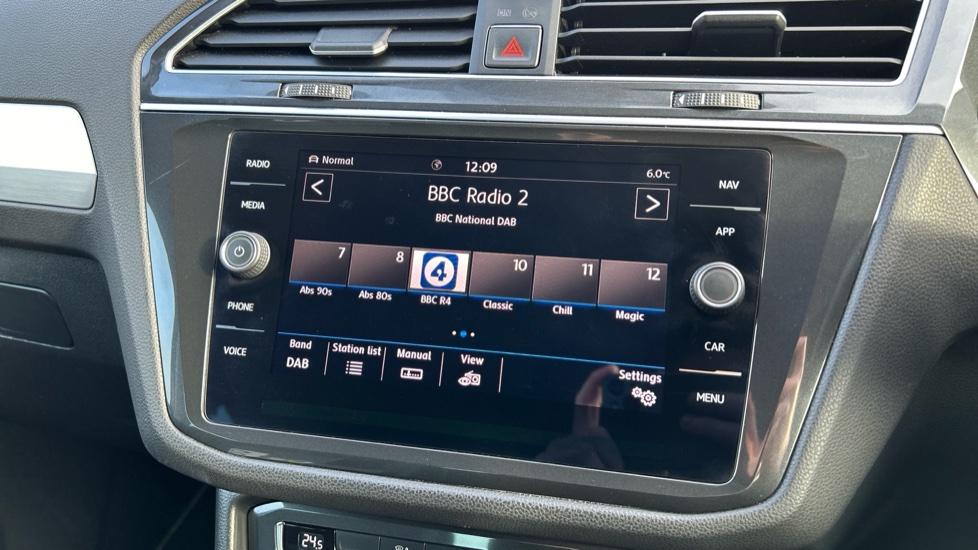 Normal 12:09 6.0°C
< BBC Radio 2 >
BBC National DAB
7 8 4 10 11 12
Abs 90s Abs 80s BBC R4 Classic Chill Magic
Band Station list Manual View Settings
DAB
RADIO
MEDIA
PHONE
VOICE
NAV
APP
CAR
MENU
24.5